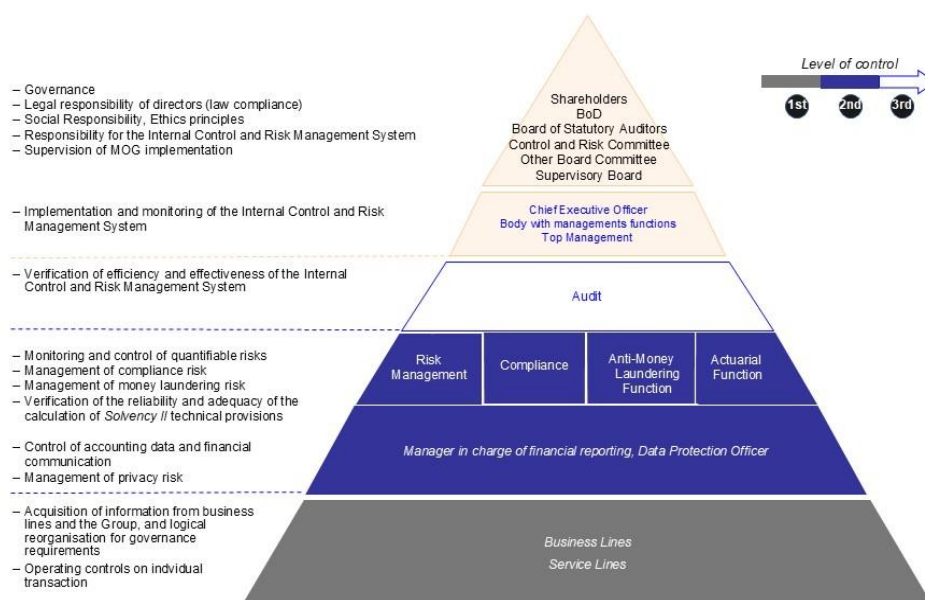 Level of control
1st 2nd 3rd
– Governance
– Legal responsibility of directors (law compliance)
– Social Responsibility, Ethics principles
– Responsibility for the Internal Control and Risk Management System
– Supervision of MOG implementation
Shareholders
BoD
Board of Statutory Auditors
Control and Risk Committee
Other Board Committee
Supervisory Board
– Implementation and monitoring of the Internal Control and Risk
Management System
Chief Executive Officer
Body with managements functions
Top Management
– Verification of efficiency and effectiveness of the Internal
Control and Risk Management System
Audit
– Monitoring and control of quantifiable risks
– Management of compliance risk
– Management of money laundering risk
– Verification of the reliability and adequacy of the
calculation of Solvency II technical provisions
Risk
Management
Compliance
Anti-Money
Laundering
Function
Actuarial
Function
– Control of accounting data and financial
communication
– Management of privacy risk
Manager in charge of financial reporting, Data Protection Officer
– Acquisition of information from business
lines and the Group, and logical
reorganisation for governance
requirements
– Operating controls on indvidual
transaction
Business Lines
Service Lines